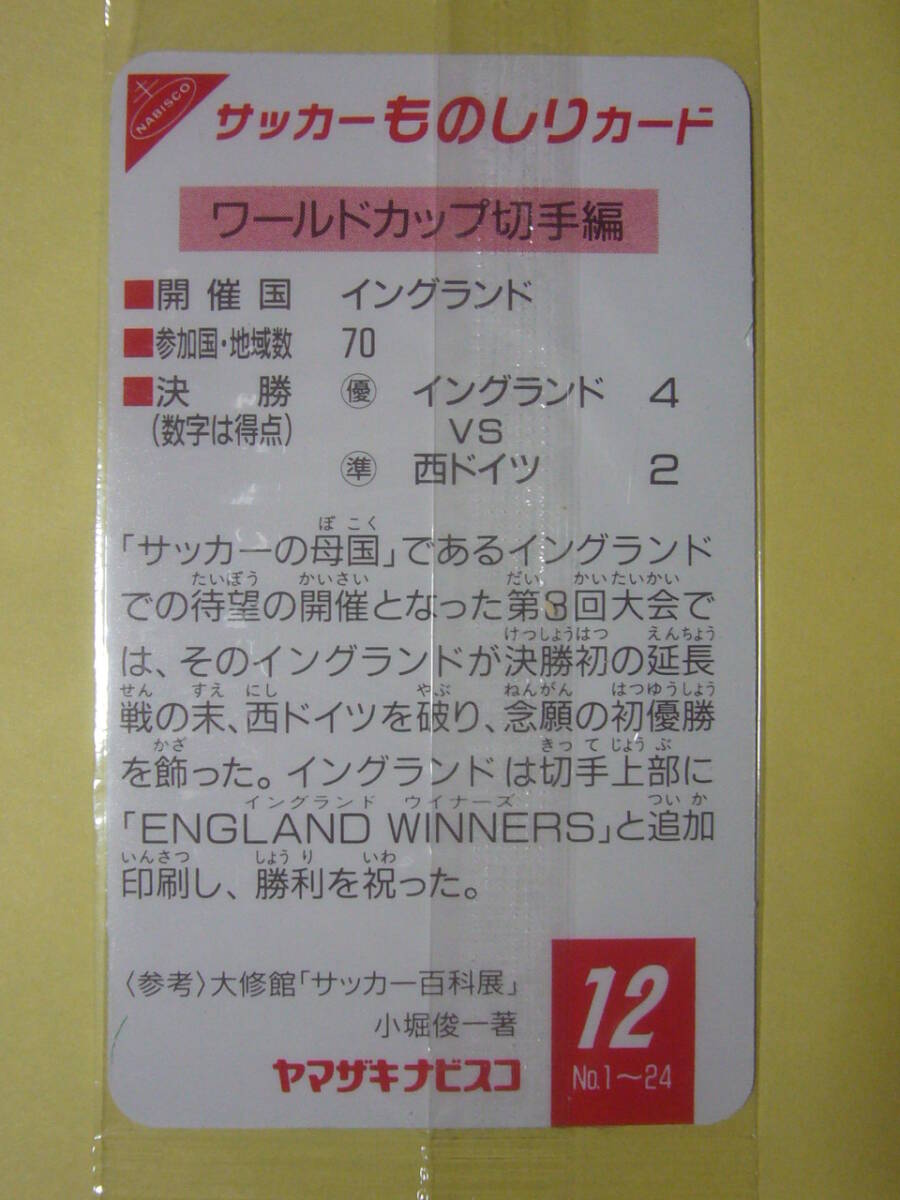 NABISCO
サッカーものしりカード
ワールドカップ切手編
■開催国 イングランド
■参加国・地域数 70
■決勝 ㊝ イングランド 4
(数字は得点) VS
㊟ 西ドイツ 2
ぼこく
「サッカーの母国」であるイングランド
たいぼう かいさい だい かいたいかい
での待望の開催となった第8回大会で
けっしょうはつ えんちょう
は、そのイングランドが決勝初の延長
せん すえ にし やぶ ねんがん はつゆうしょう
戦の末、西ドイツを破り、念願の初優勝
かざ きって じょうぶ
を飾った。イングランドは切手上部に
イングランド ウイナーズ ついか
「ENGLAND WINNERS」と追加
いんさつ しょうり いわ
印刷し、勝利を祝った。
〈参考〉大修館「サッカー百科展」
小堀俊一著
ヤマザキナビスコ
12
No.1〜24